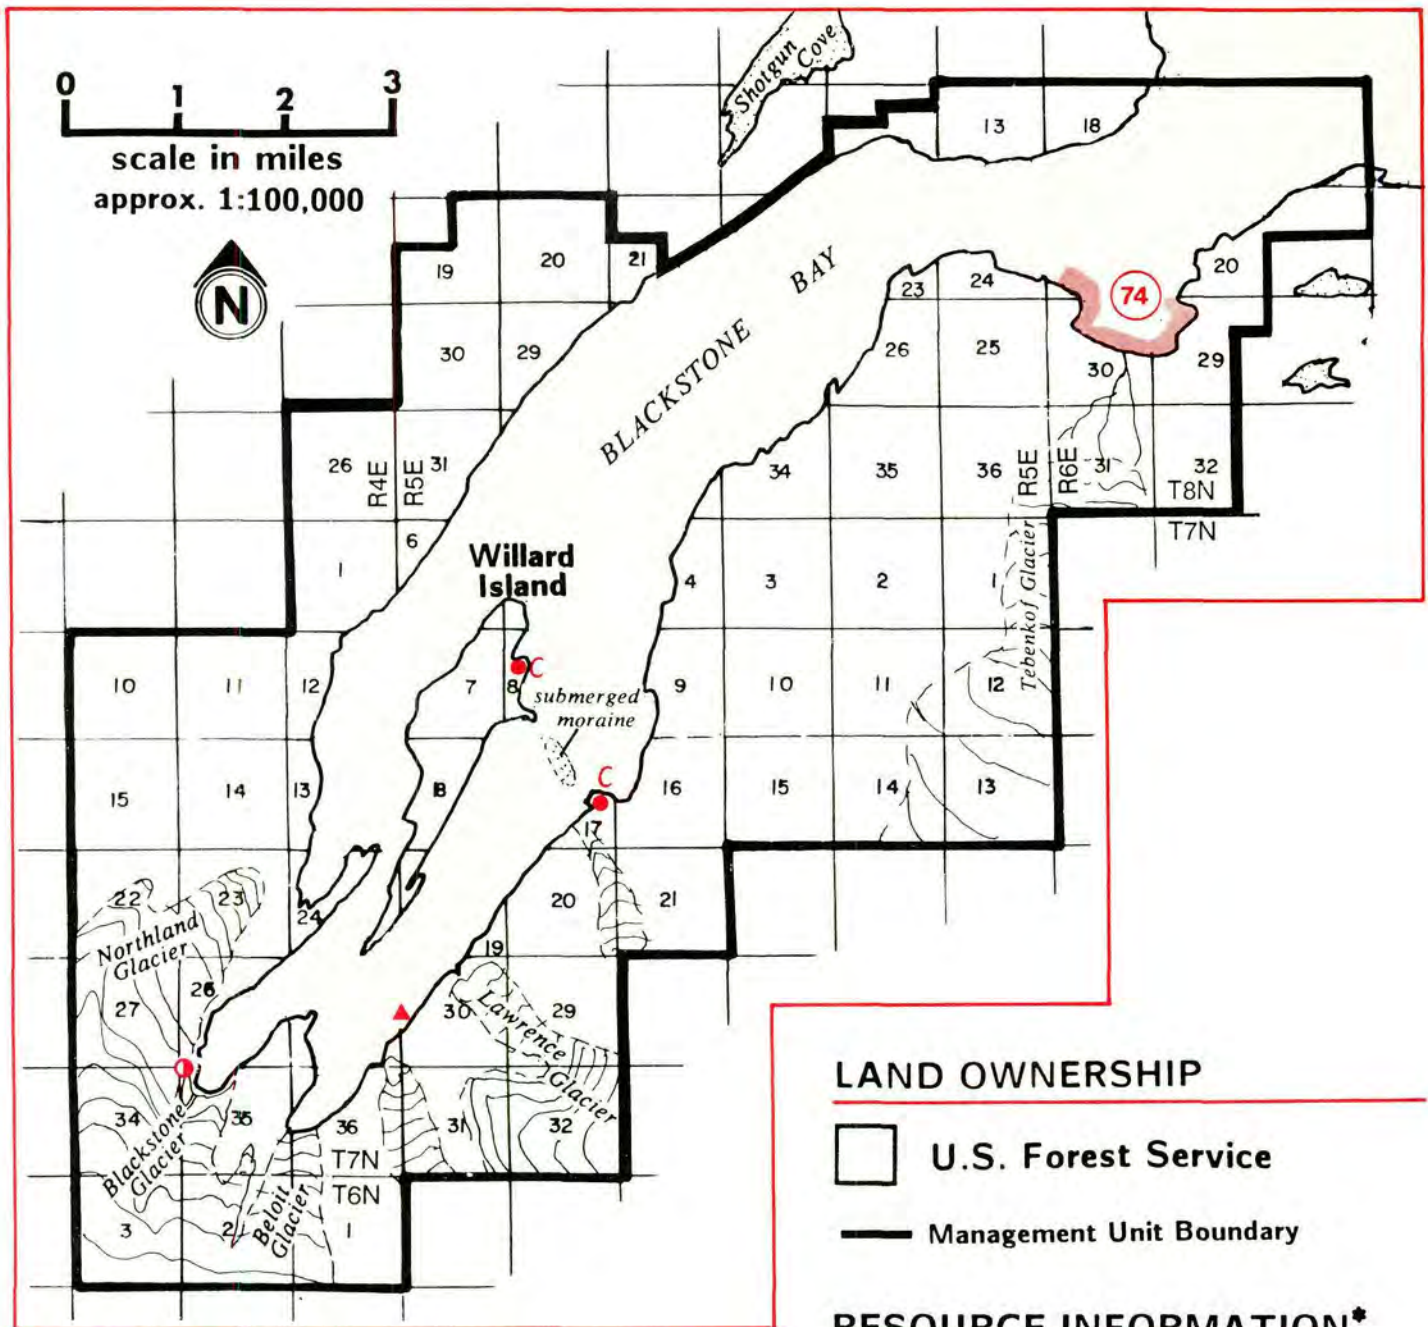 0 1 2 3
scale in miles
approx. 1:100,000
N
Shotgun
Cove
13 18
19 20 21
BLACKSTONE BAY
23 24 74 20
30 29 26 25 30 29
26 R4E R5E 31
34 35 36 R5E R6E 31 32
T8N
T7N
6
1
Willard
Island
4 3 2 1
Tebenkof Glacier
10 11 12 7 8 C 9 10 11 12
submerged
moraine
15 14 13 18 C 16 15 14 13
17
22 23 24 20 21
Northland
Glacier
19
27 26 30 29
Lawrence
Glacier
34 35 36 31 32
Blackstone
Glacier
T7N
T6N
3 2 1
Beloit
Glacier
LAND OWNERSHIP
U.S. Forest Service
Management Unit Boundary
RESOURCE INFORMATION*